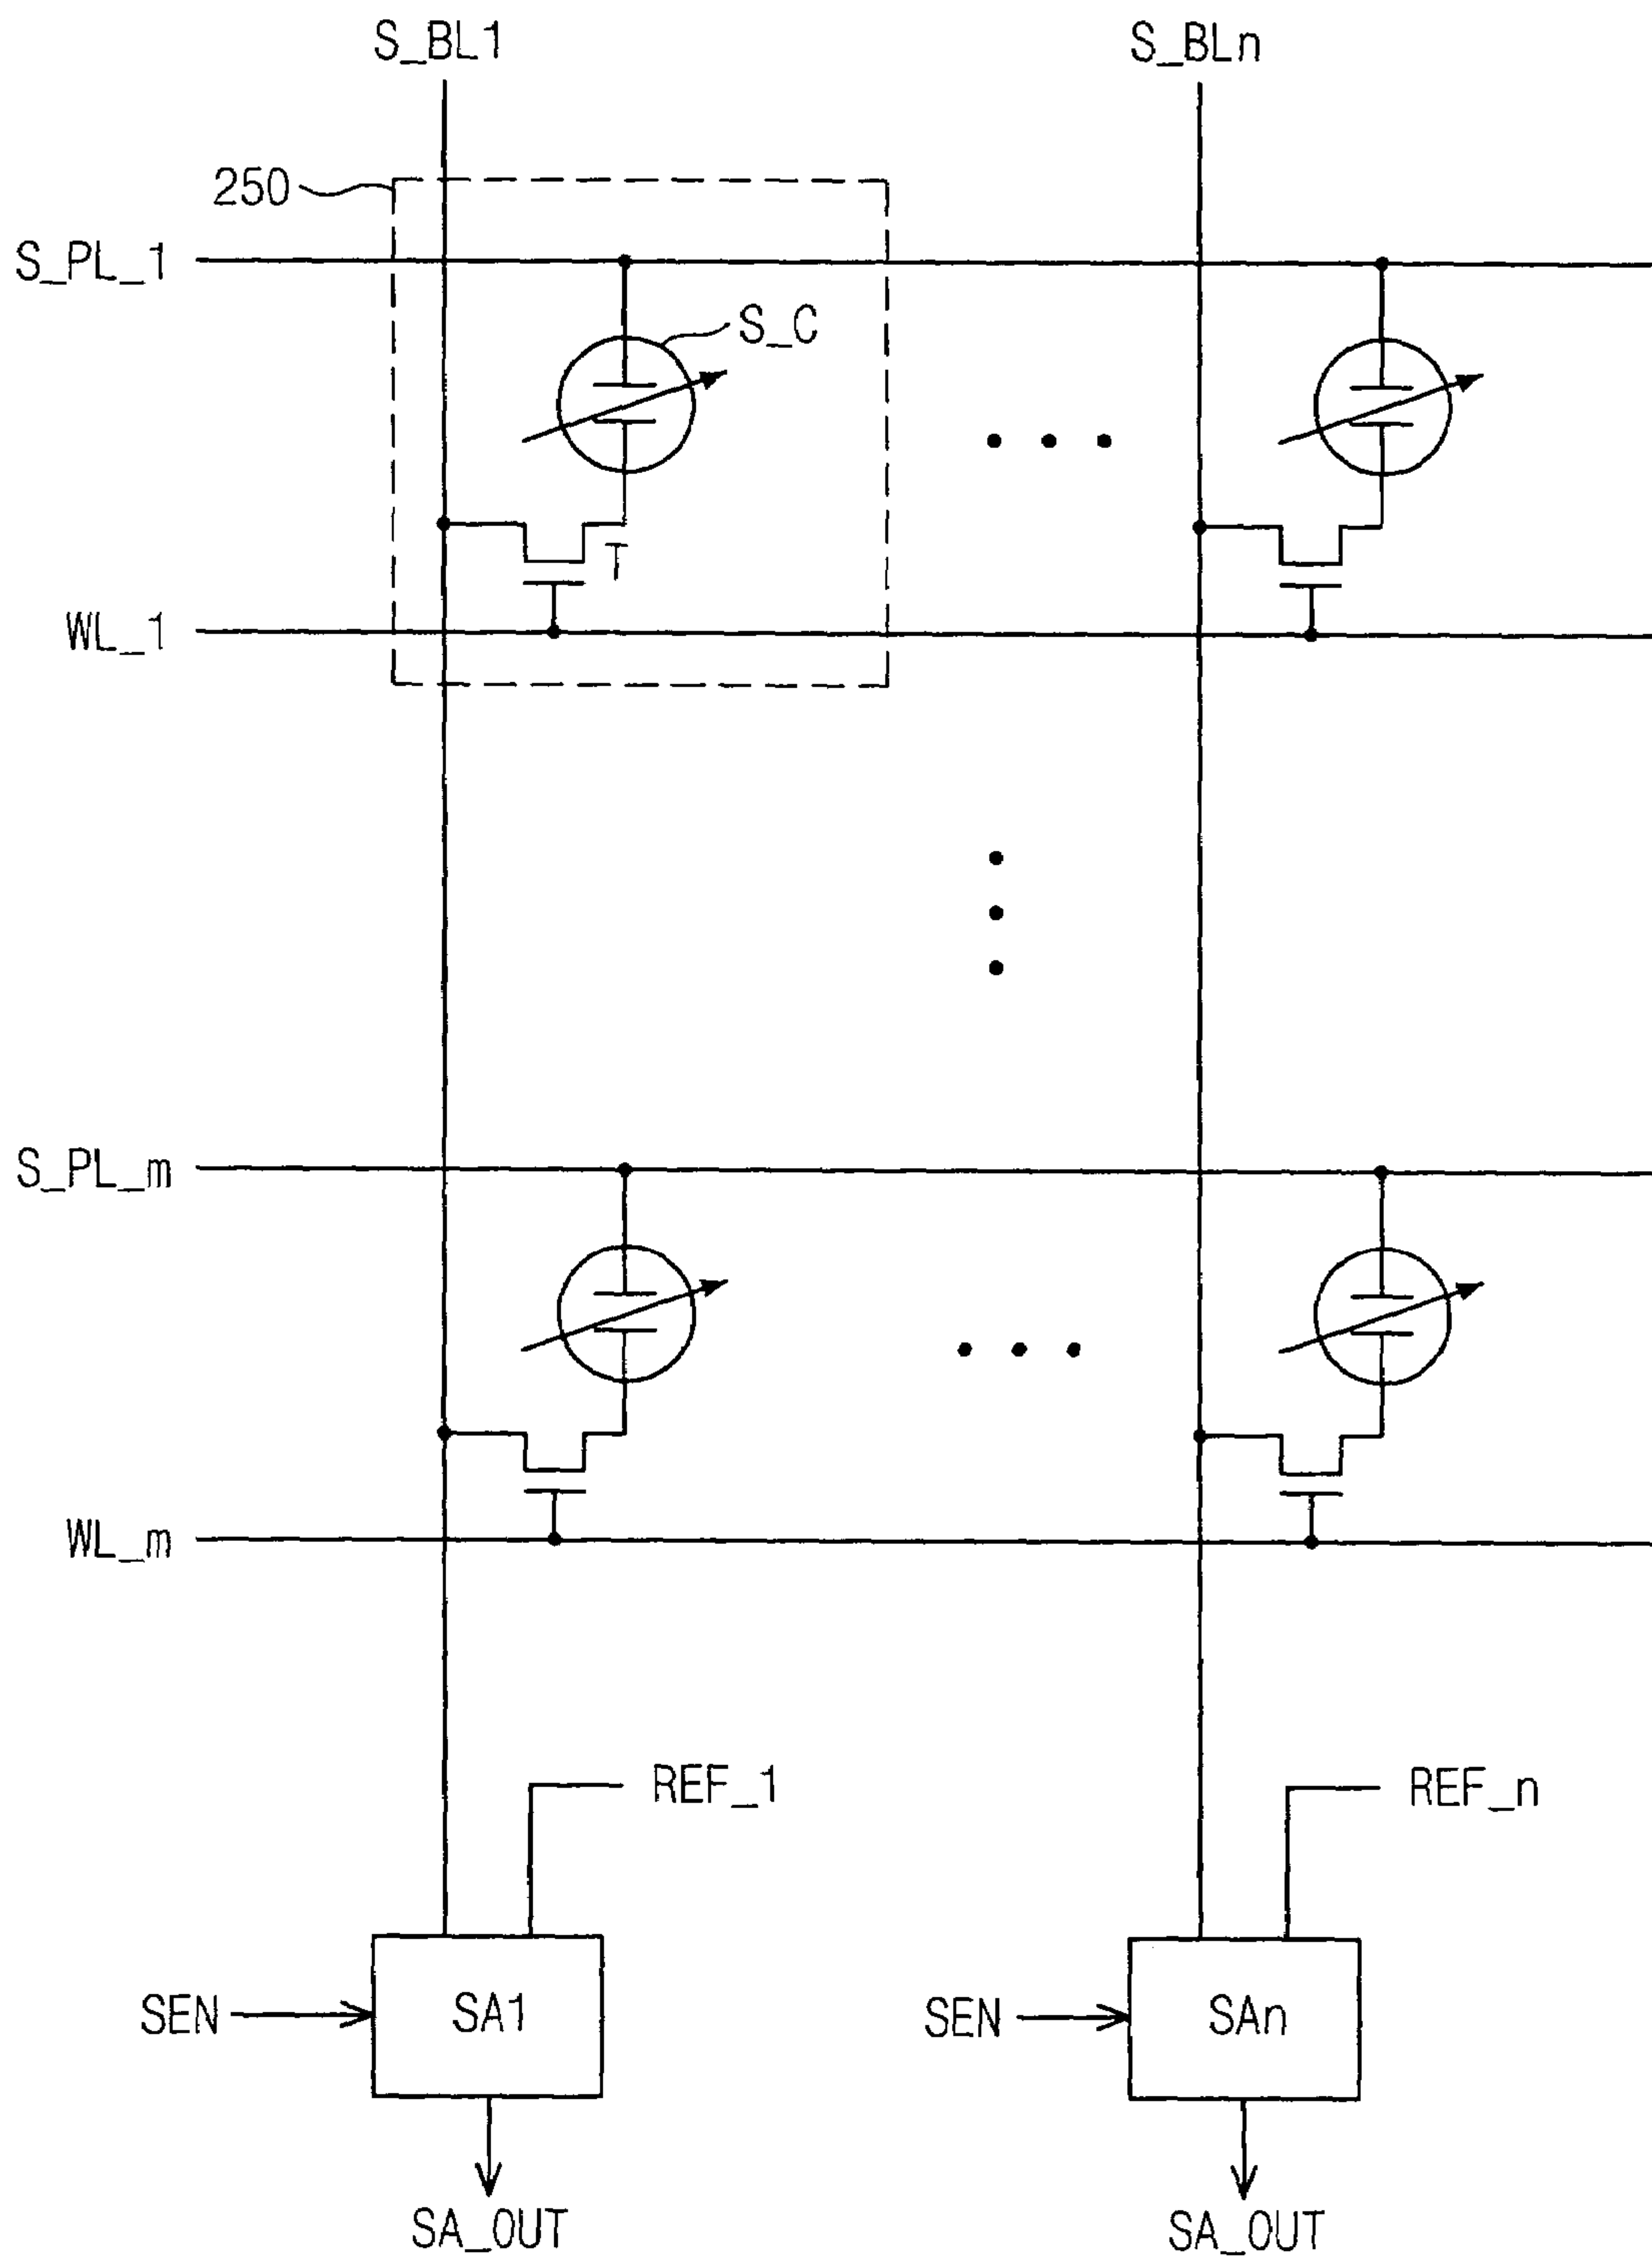 S_BL1 S_BLn
250
S_PL_1
S_C
T
WL_1
S_PL_m
WL_m
REF_1 REF_n
SEN SA1 SEN SAn
SA_OUT SA_OUT